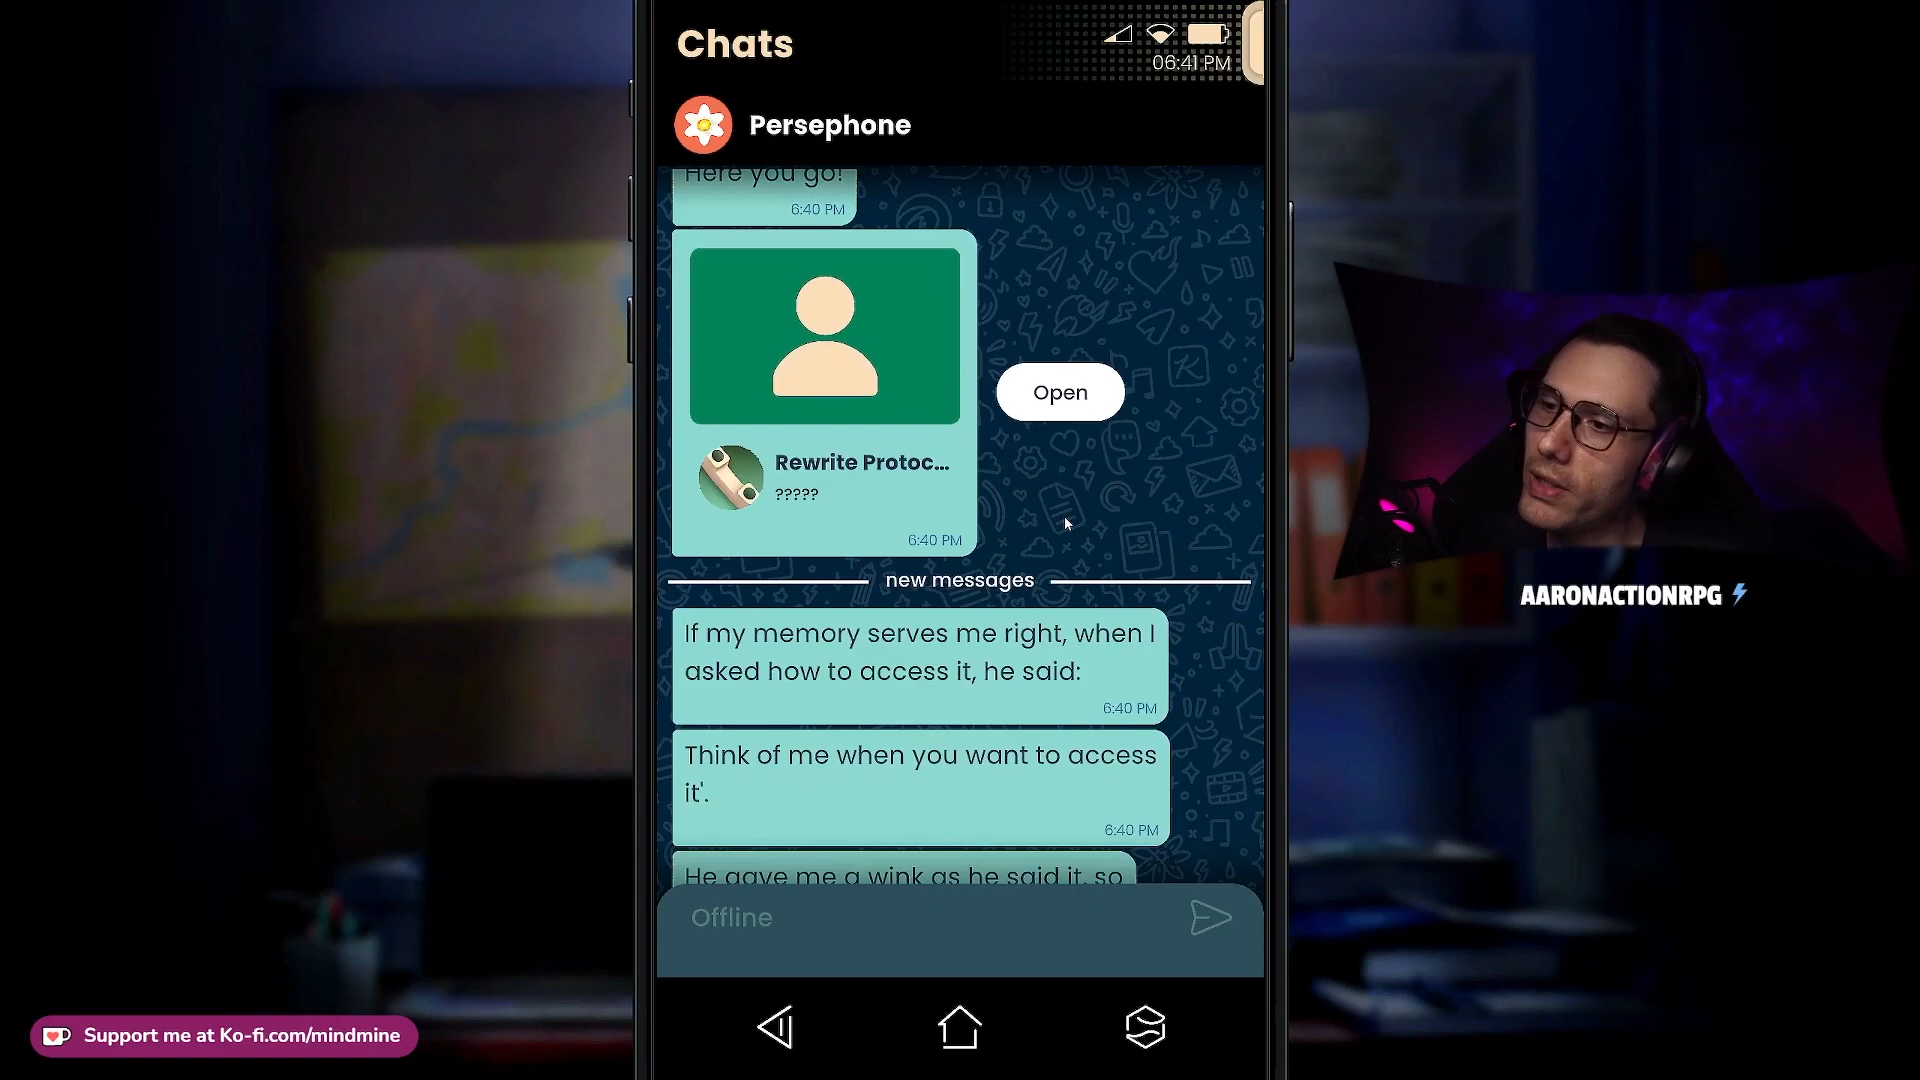 Chats
06:41 PM
Persephone
Here you go!
6:40 PM
Open
Rewrite Protoc...
?????
6:40 PM
new messages
If my memory serves me right, when I
asked how to access it, he said:
6:40 PM
Think of me when you want to access
it'.
6:40 PM
He gave me a wink as he said it, so
Offline
AARONACTIONRPG
Support me at Ko-fi.com/mindmine